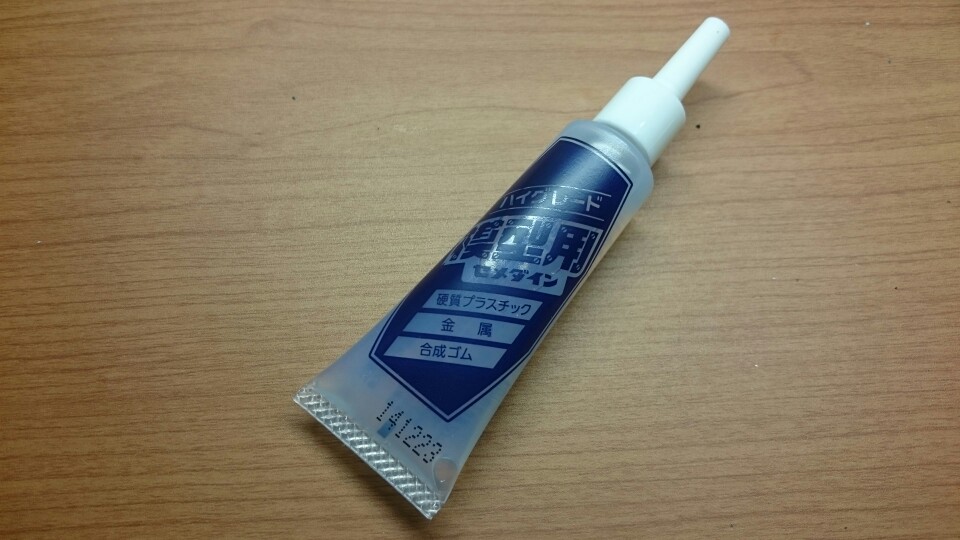 ハイグレード
模型用
セメダイン
硬質プラスチック
金 属
合成ゴム
141223